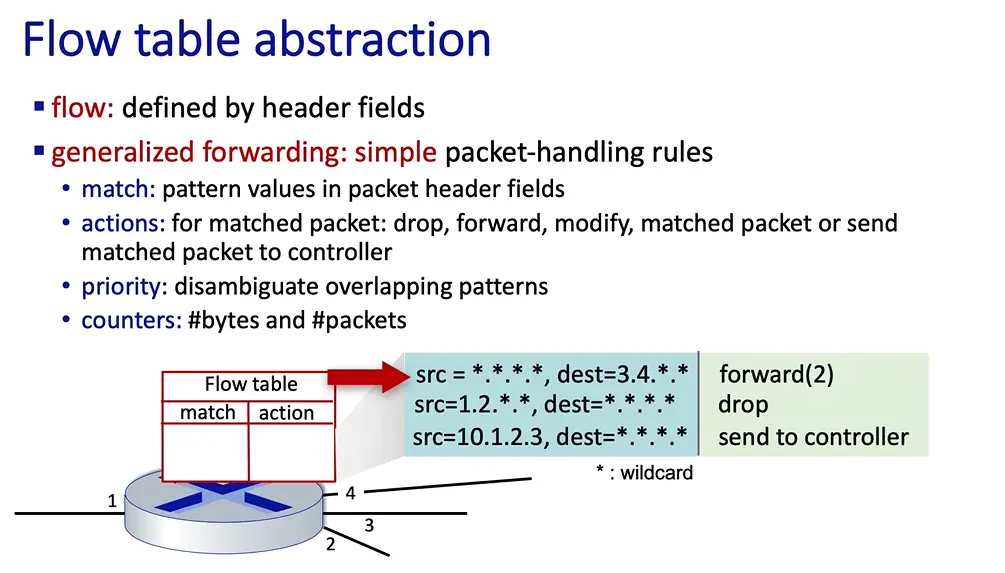 Flow table abstraction
▪ flow: defined by header fields
▪ generalized forwarding: simple packet-handling rules
• match: pattern values in packet header fields
• actions: for matched packet: drop, forward, modify, matched packet or send
matched packet to controller
• priority: disambiguate overlapping patterns
• counters: #bytes and #packets
Flow table
match action
src = *.*.*.*, dest=3.4.*.* forward(2)
src=1.2.*.*, dest=*.*.*.* drop
src=10.1.2.3, dest=*.*.*.* send to controller
* : wildcard
1
4
3
2